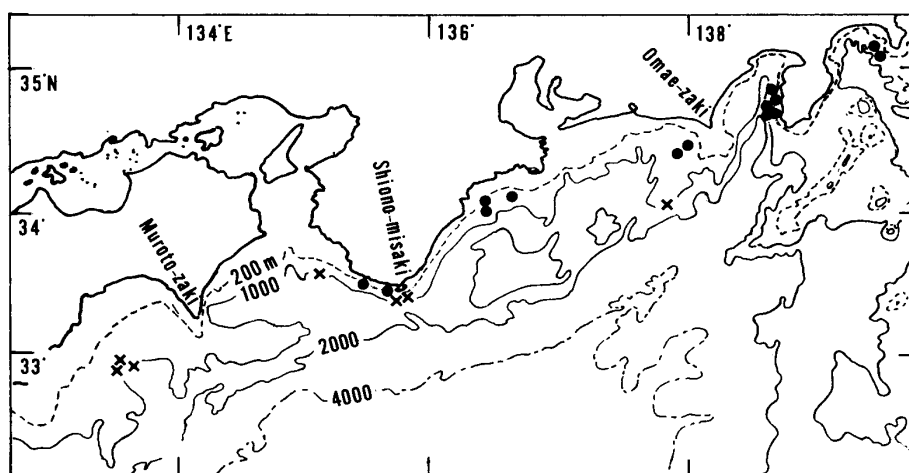 134°E
136
138
35°N
34
33
Omae-zaki
Shiono-misaki
Muroto-zaki
200 m
1000
2000
4000